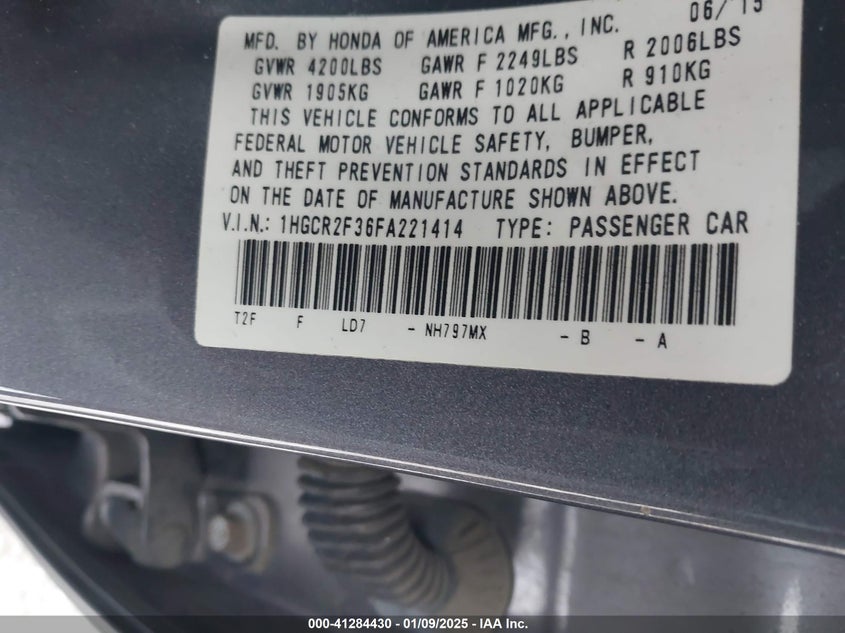 06/15
MFD. BY HONDA OF AMERICA MFG., INC.
GVWR 4200LBS GAWR F 2249LBS R 2006LBS
GVWR 1905KG GAWR F 1020KG R 910KG
THIS VEHICLE CONFORMS TO ALL APPLICABLE
FEDERAL MOTOR VEHICLE SAFETY, BUMPER,
AND THEFT PREVENTION STANDARDS IN EFFECT
ON THE DATE OF MANUFACTURE SHOWN ABOVE.
V.I.N.: 1HGCR2F36FA221414 TYPE: PASSENGER CAR
T2F F LD7 - NH797MX - B - A
000-41284430 - 01/09/2025 - IAA Inc.